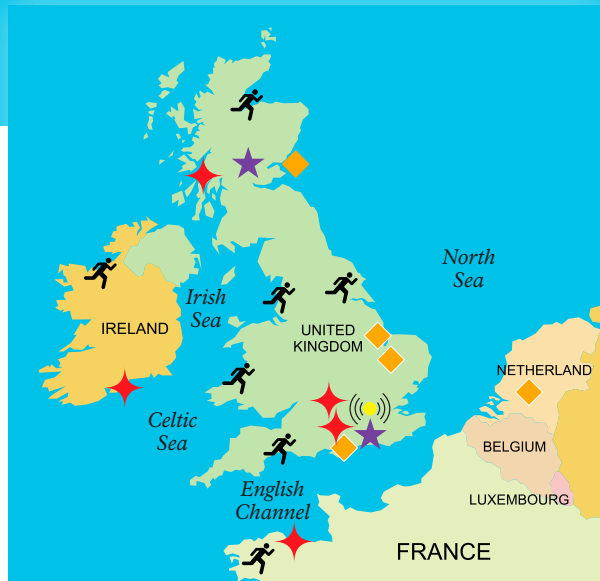 North
Sea
Irish
Sea
IRELAND
UNITED
KINGDOM
NETHERLAND
Celtic
Sea
BELGIUM
English
Channel
LUXEMBOURG
FRANCE